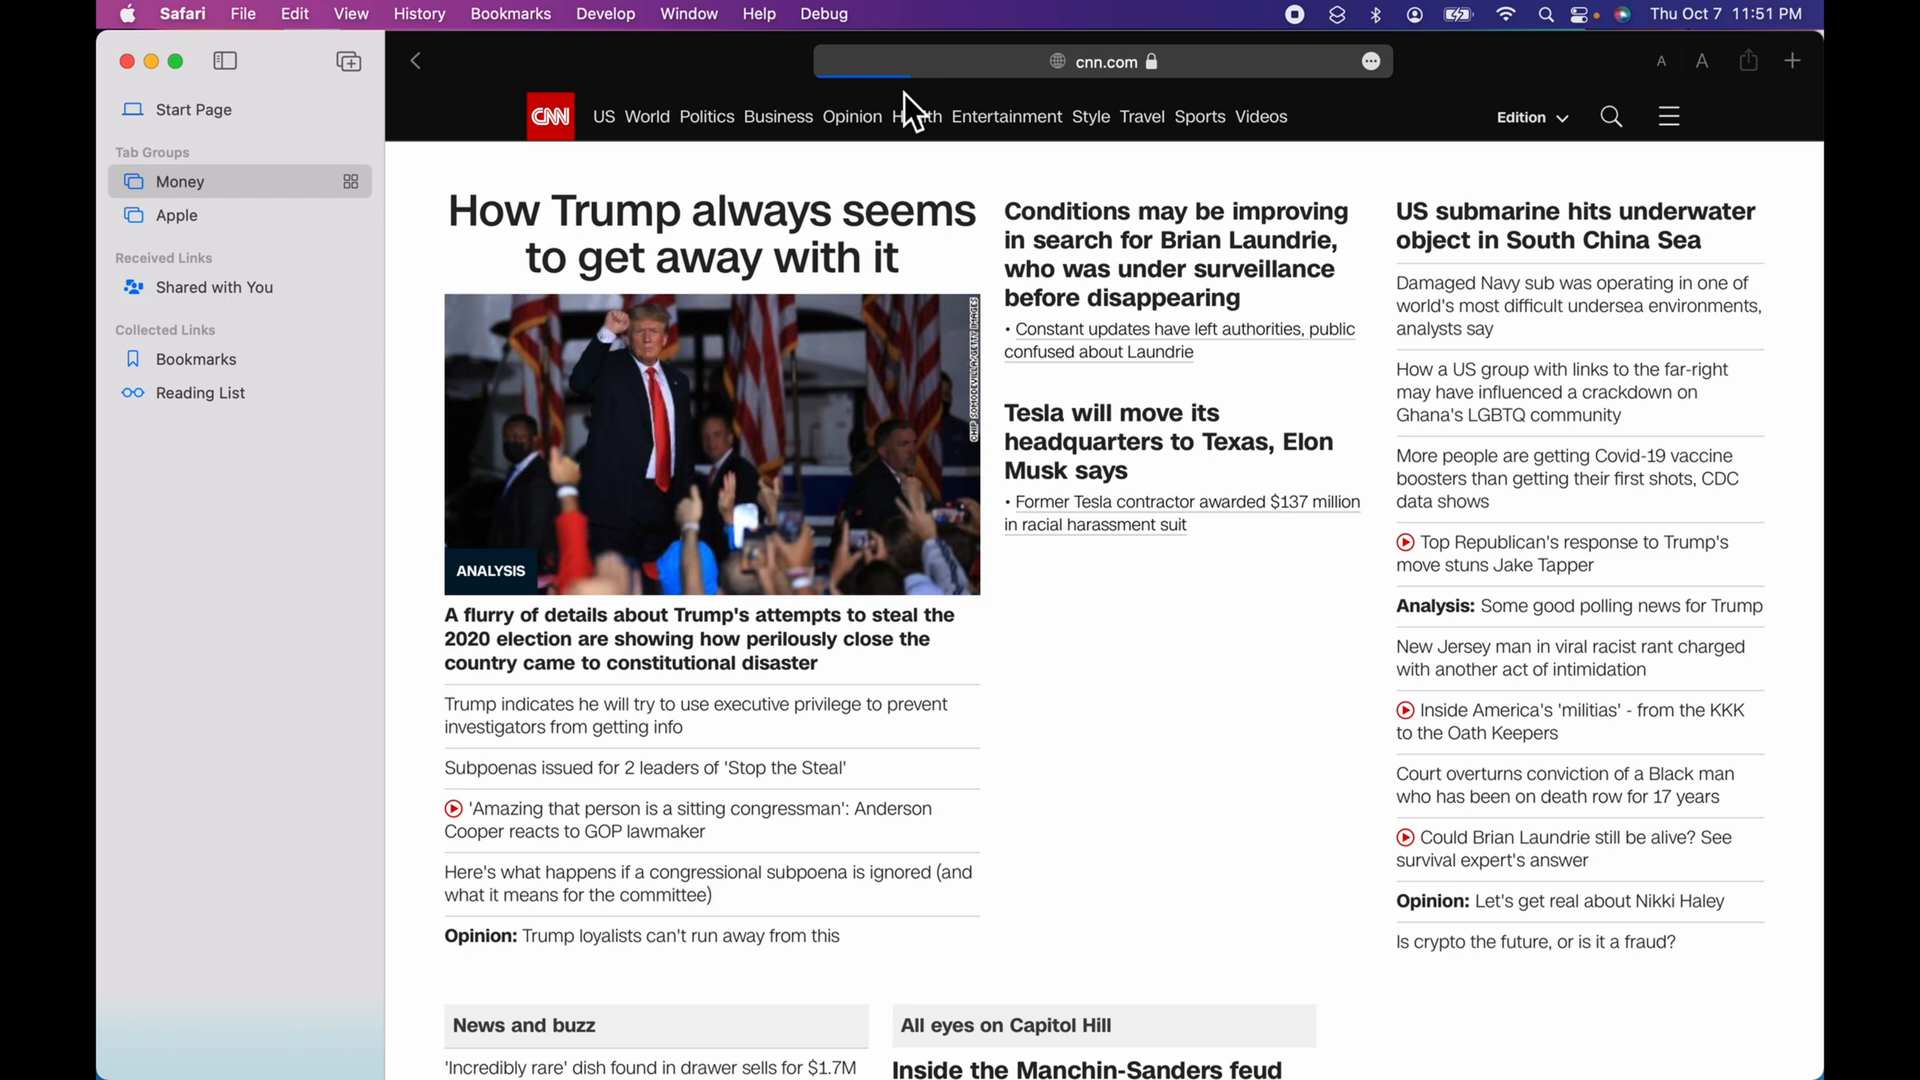 Safari File Edit View History Bookmarks Develop Window Help Debug
Thu Oct 7 11:51 PM
Start Page
Tab Groups
Money
Apple
Received Links
Shared with You
Collected Links
Bookmarks
Reading List
cnn.com
A A
CNN US World Politics Business Opinion Entertainment Style Travel Sports Videos
Edition
How Trump always seems
to get away with it
CHIP SOMODEVILLA/GETTY IMAGES
ANALYSIS
A flurry of details about Trump's attempts to steal the
2020 election are showing how perilously close the
country came to constitutional disaster
Trump indicates he will try to use executive privilege to prevent
investigators from getting info
Subpoenas issued for 2 leaders of 'Stop the Steal'
'Amazing that person is a sitting congressman': Anderson
Cooper reacts to GOP lawmaker
Here's what happens if a congressional subpoena is ignored (and
what it means for the committee)
Opinion: Trump loyalists can't run away from this
Conditions may be improving
in search for Brian Laundrie,
who was under surveillance
before disappearing
• Constant updates have left authorities, public
confused about Laundrie
Tesla will move its
headquarters to Texas, Elon
Musk says
• Former Tesla contractor awarded $137 million
in racial harassment suit
US submarine hits underwater
object in South China Sea
Damaged Navy sub was operating in one of
world's most difficult undersea environments,
analysts say
How a US group with links to the far-right
may have influenced a crackdown on
Ghana's LGBTQ community
More people are getting Covid-19 vaccine
boosters than getting their first shots, CDC
data shows
Top Republican's response to Trump's
move stuns Jake Tapper
Analysis: Some good polling news for Trump
New Jersey man in viral racist rant charged
with another act of intimidation
Inside America's 'militias' - from the KKK
to the Oath Keepers
Court overturns conviction of a Black man
who has been on death row for 17 years
Could Brian Laundrie still be alive? See
survival expert's answer
Opinion: Let's get real about Nikki Haley
Is crypto the future, or is it a fraud?
News and buzz
'Incredibly rare' dish found in drawer sells for $1.7M
All eyes on Capitol Hill
Inside the Manchin-Sanders feud